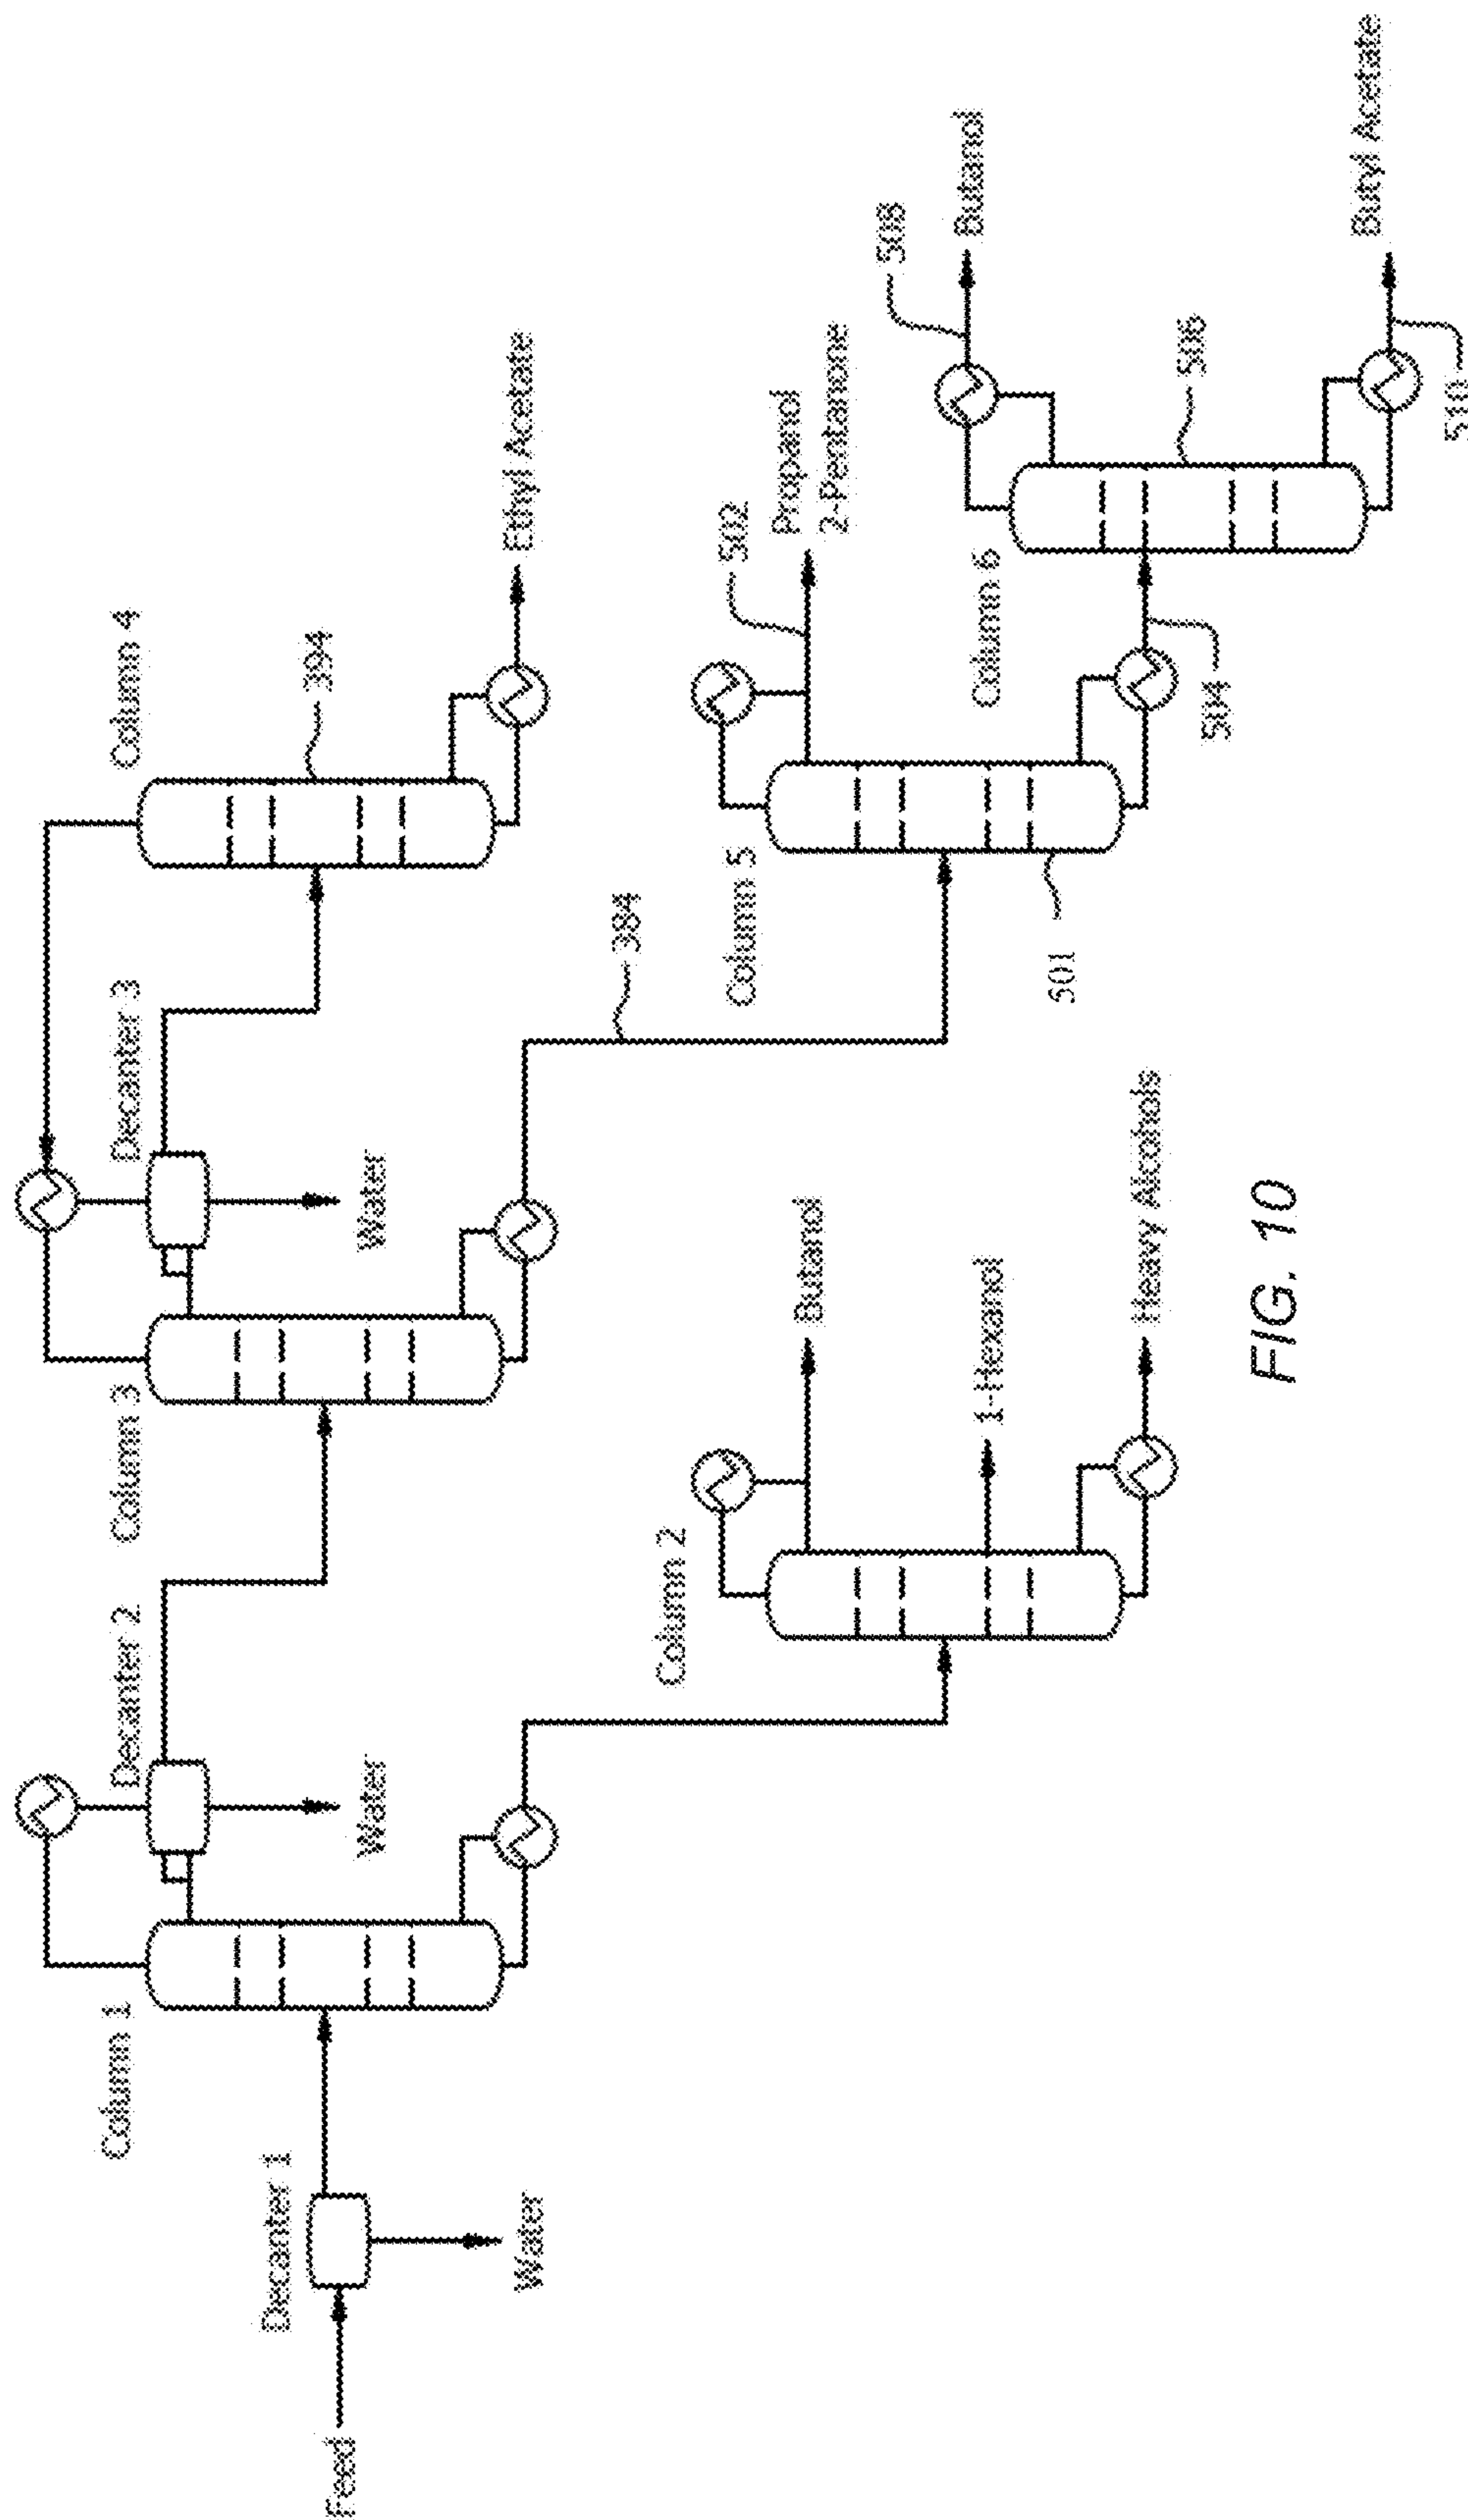 Feed
Decanter 1
Water
Column 1
Decanter 2
Water
Column 3
Decanter 3
Water
Column 4
394
Ethyl Acetate
384
Column 2
Butanol
1-Hexanol
Heavy Alcohols
Column 5
501
502
Propanol
2-Pentanone
504
Column 6
506
508
Butanol
510
Butyl Acetate
FIG. 10